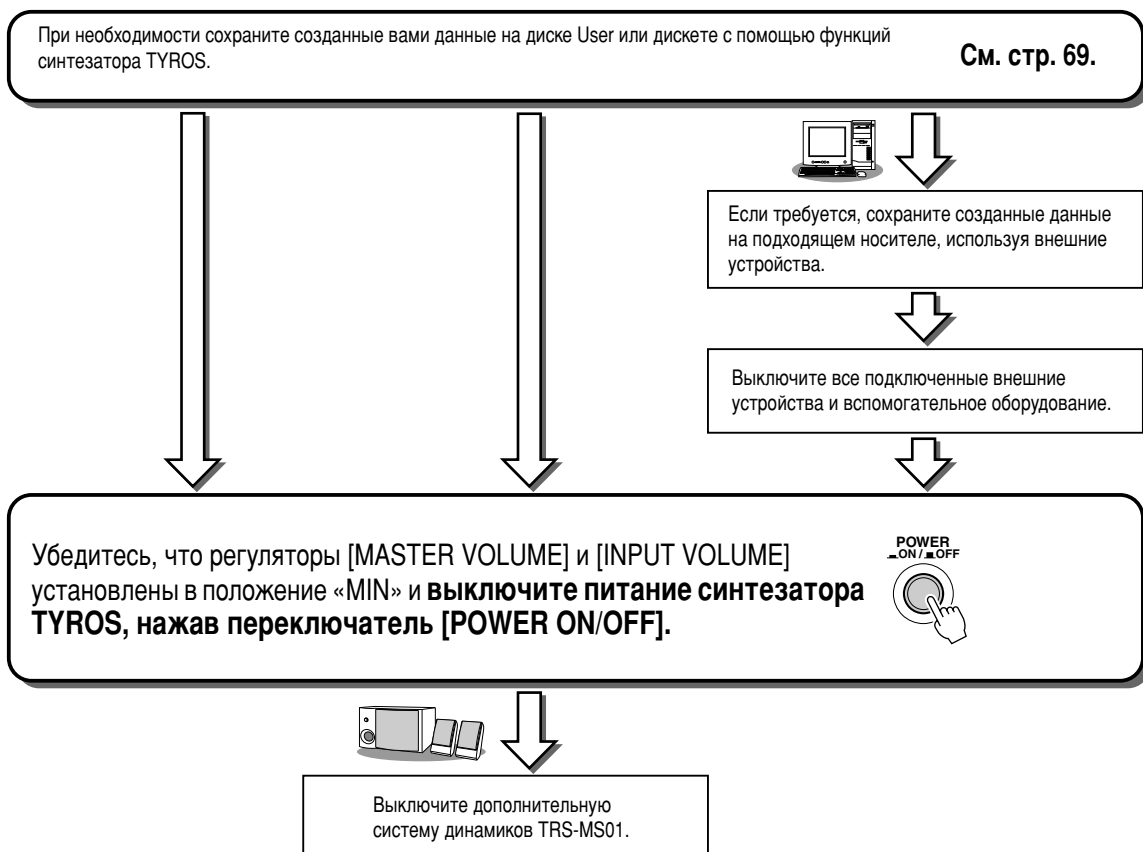 При необходимости сохраните созданные вами данные на диске User или дискете с помощью функций
синтезатора TYROS.
См. стр. 69.
Если требуется, сохраните созданные данные
на подходящем носителе, используя внешние
устройства.
Выключите все подключенные внешние
устройства и вспомогательное оборудование.
Убедитесь, что регуляторы [MASTER VOLUME] и [INPUT VOLUME]
установлены в положение «MIN» и выключите питание синтезатора
TYROS, нажав переключатель [POWER ON/OFF].
POWER
ON / OFF
Выключите дополнительную
систему динамиков TRS-MS01.